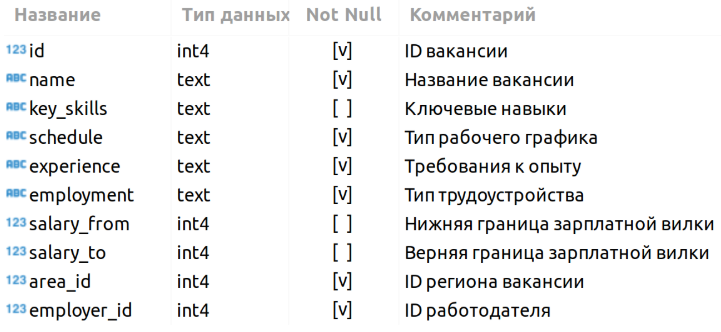 Название Тип данных Not Null Комментарий
123 id int4 [v] ID вакансии
ABC name text [v] Название вакансии
ABC key_skills text [ ] Ключевые навыки
ABC schedule text [v] Тип рабочего графика
ABC experience text [v] Требования к опыту
ABC employment text [v] Тип трудоустройства
123 salary_from int4 [ ] Нижняя граница зарплатной вилки
123 salary_to int4 [ ] Верняя граница зарплатной вилки
123 area_id int4 [v] ID региона вакансии
123 employer_id int4 [v] ID работодателя